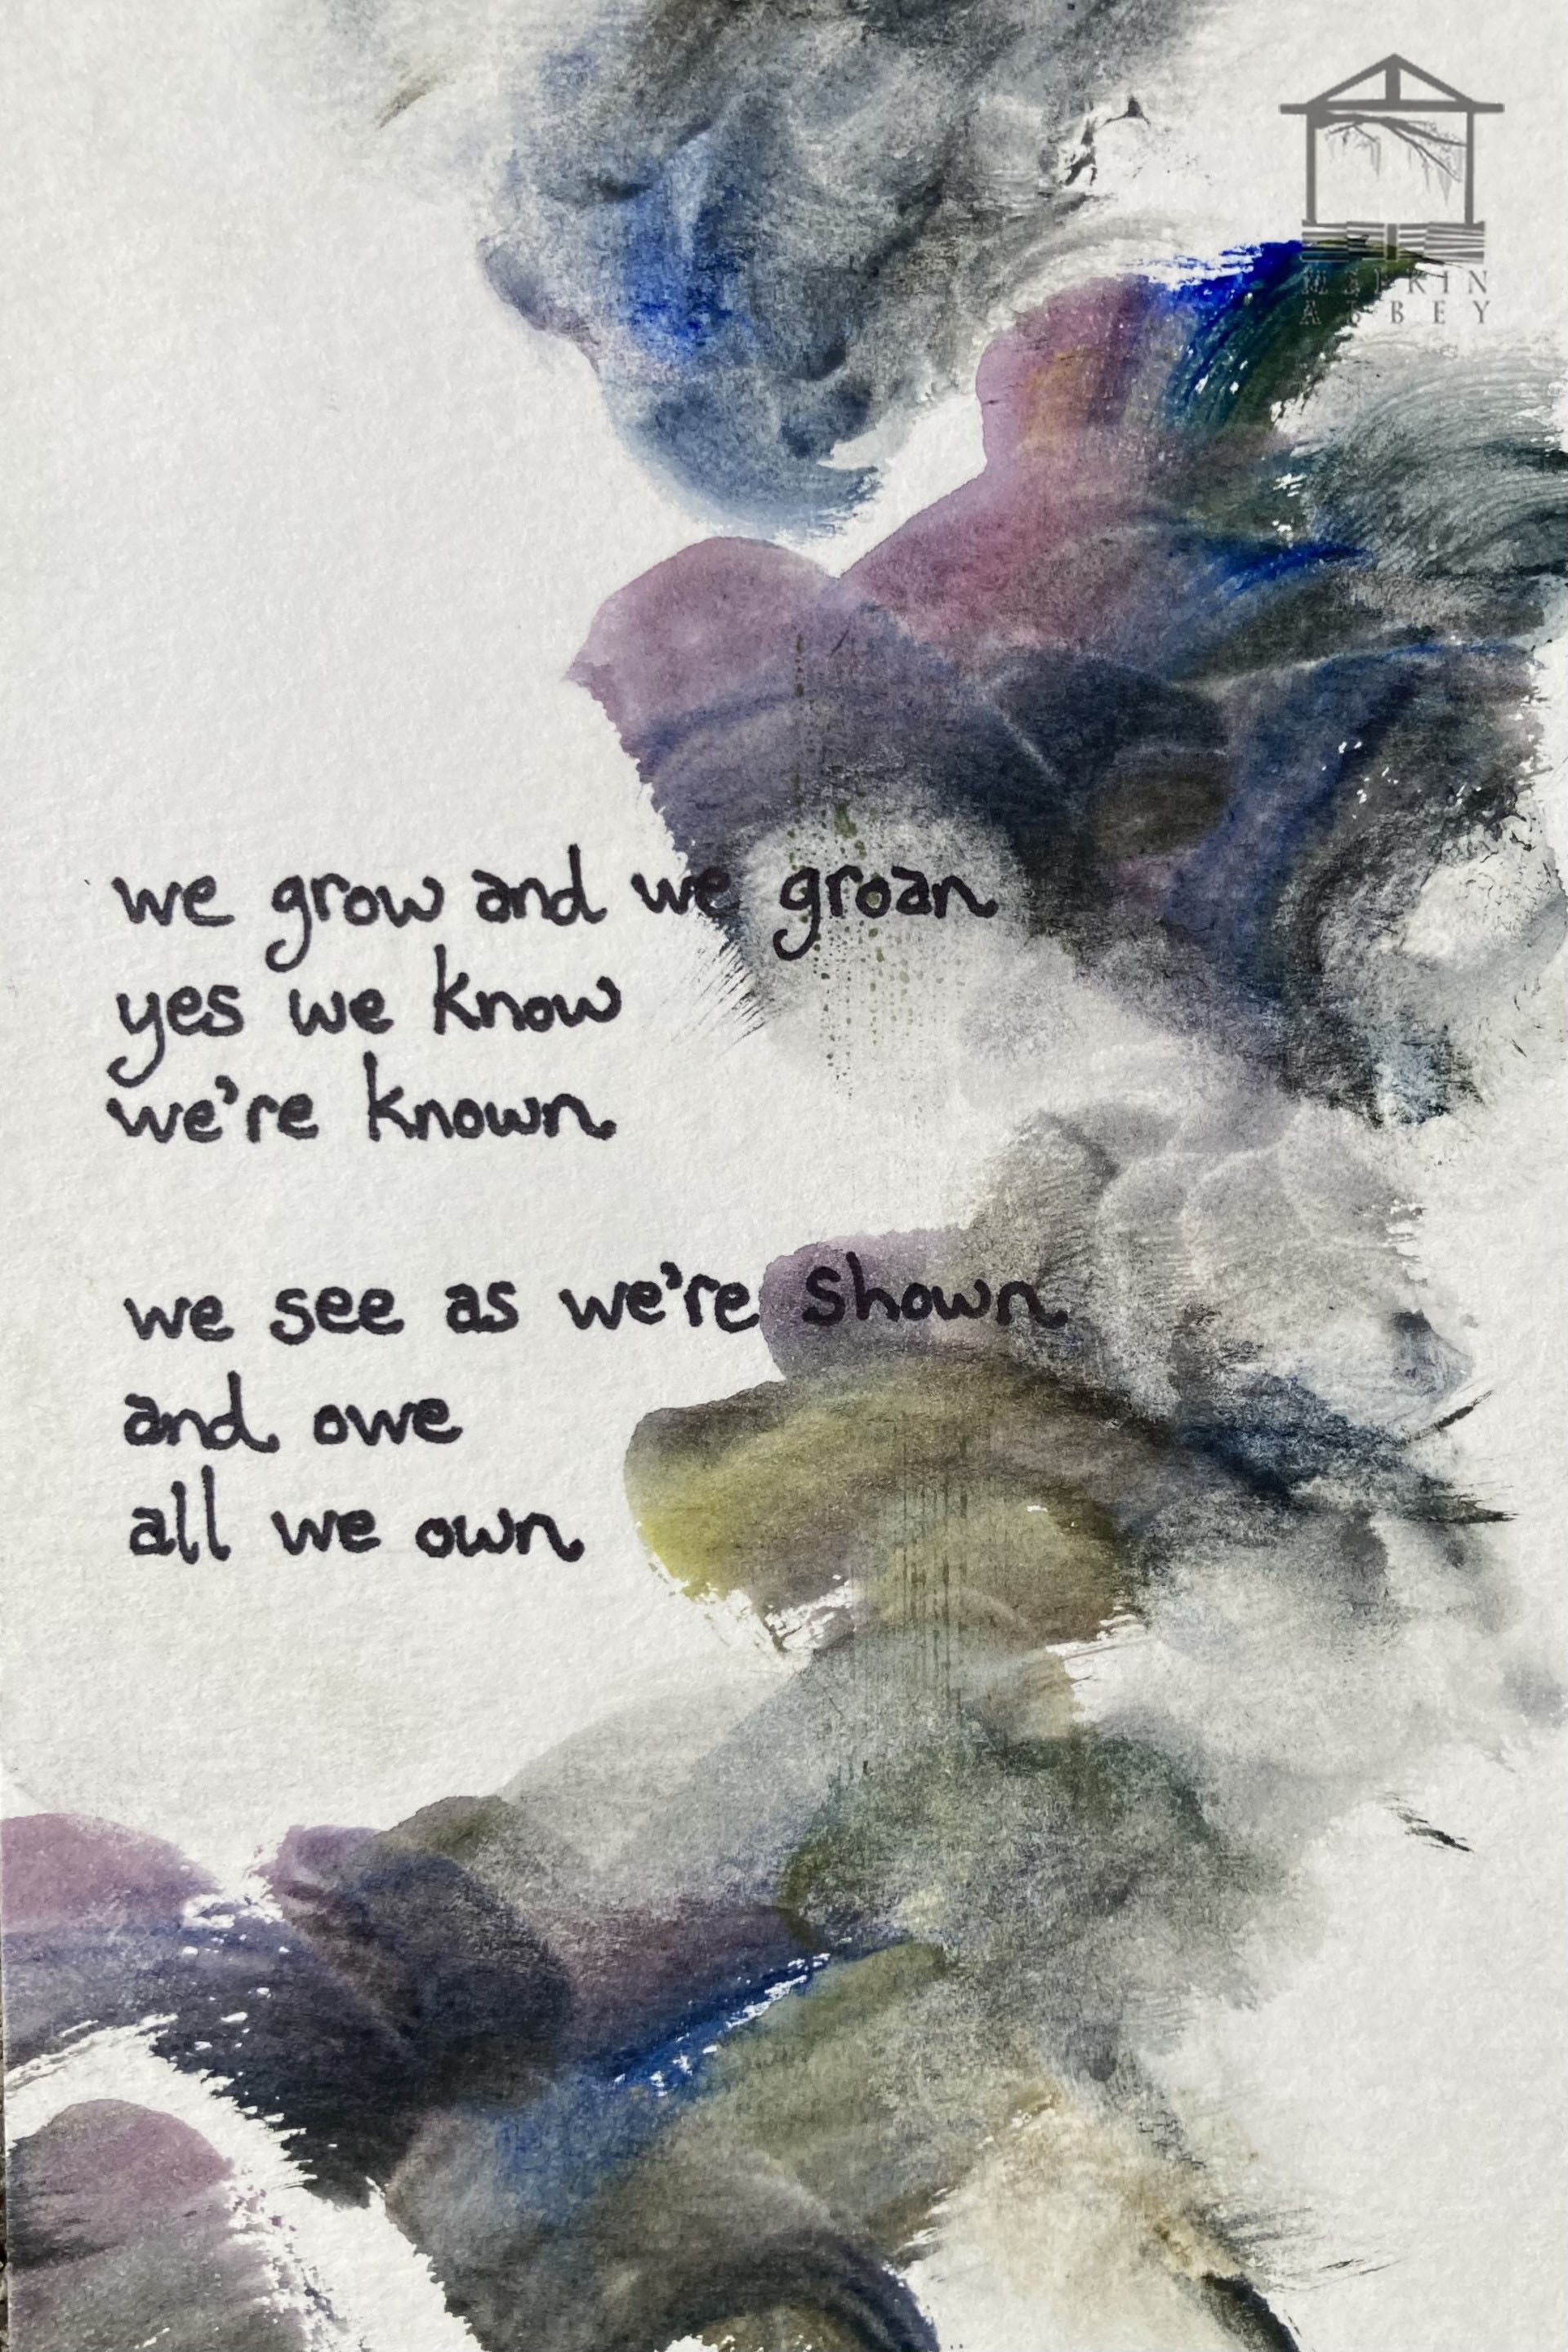 MEPKIN
ABBEY
we grow and we groan
yes we know
we're known
we see as we're shown
and owe
all we own